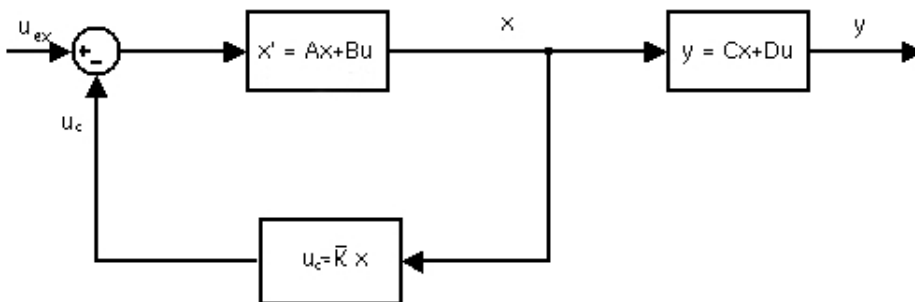 u_ex
x' = Ax+Bu
x
y = Cx+Du
y
+
-
u_c
u_c=K̅ x